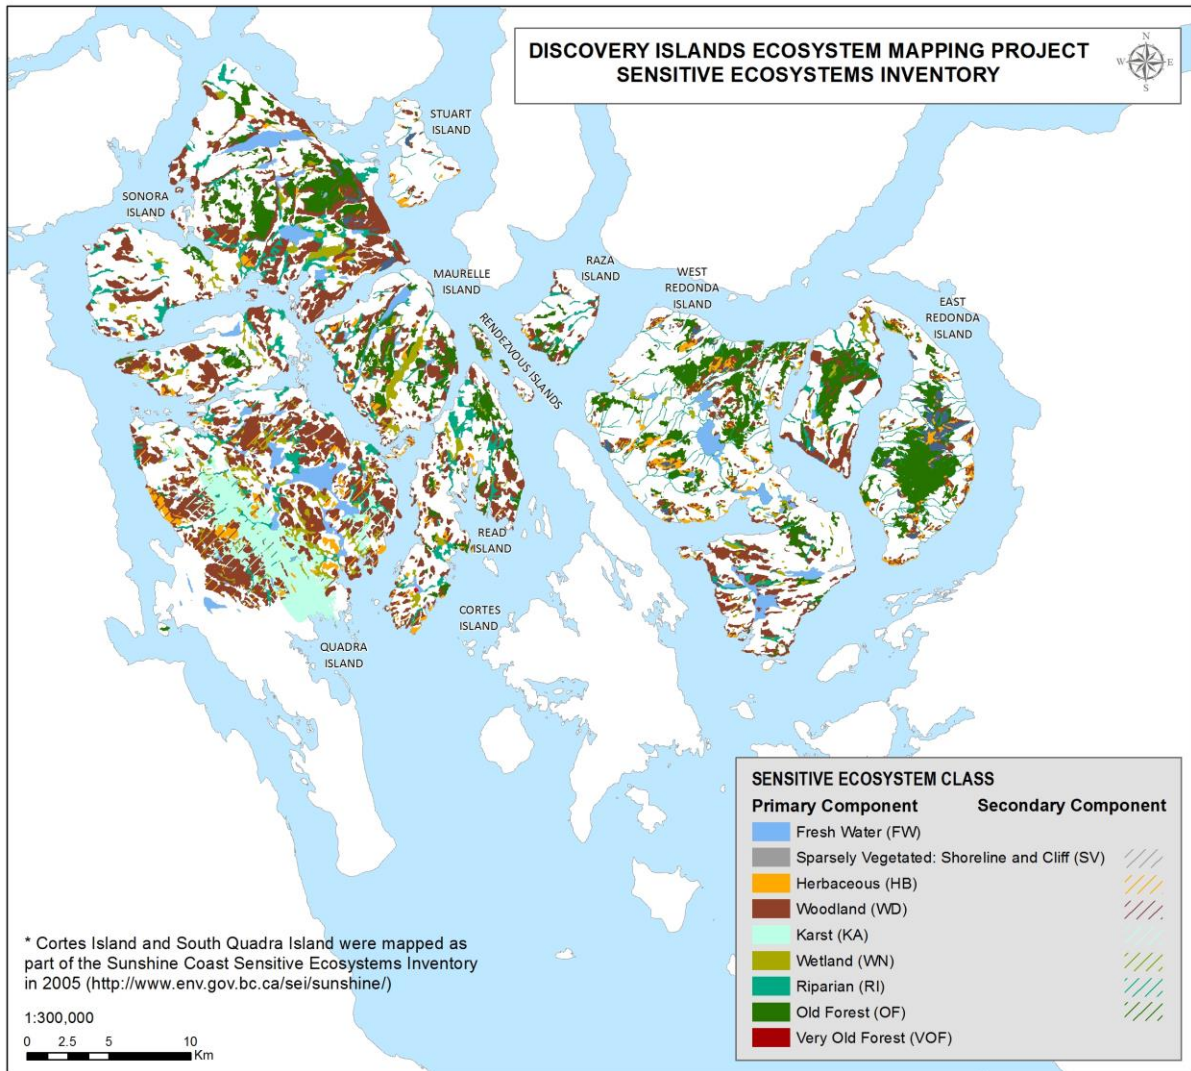 DISCOVERY ISLANDS ECOSYSTEM MAPPING PROJECT
SENSITIVE ECOSYSTEMS INVENTORY
N
W E
S
STUART
ISLAND
SONORA
ISLAND
MAURELLE
ISLAND
RAZA
ISLAND
WEST
REDONDA
ISLAND
EAST
REDONDA
ISLAND
RENDEZVOUS ISLANDS
READ
ISLAND
CORTES
ISLAND
QUADRA
ISLAND
SENSITIVE ECOSYSTEM CLASS
Primary Component Secondary Component
Fresh Water (FW)
Sparsely Vegetated: Shoreline and Cliff (SV)
Herbaceous (HB)
Woodland (WD)
Karst (KA)
Wetland (WN)
Riparian (RI)
Old Forest (OF)
Very Old Forest (VOF)
* Cortes Island and South Quadra Island were mapped as
part of the Sunshine Coast Sensitive Ecosystems Inventory
in 2005 (http://www.env.gov.bc.ca/sei/sunshine/)
1:300,000
0 2.5 5 10
Km